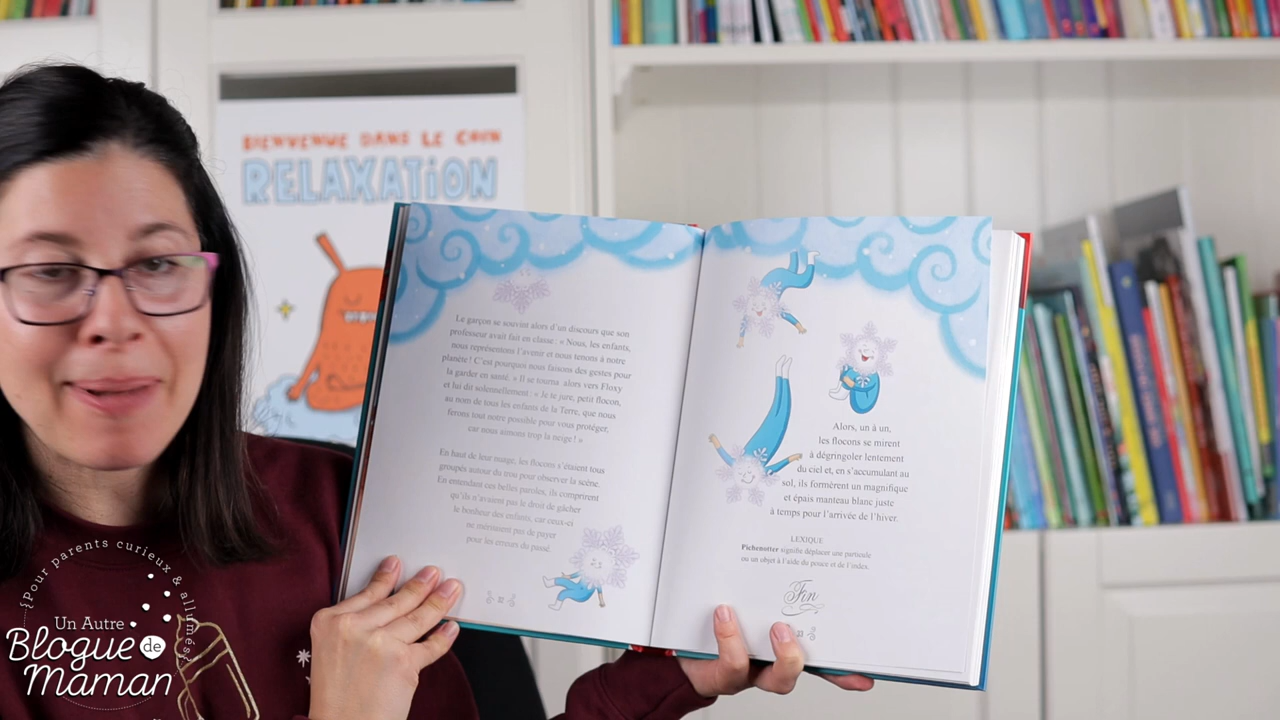 BIENVENUE DANS LE COIN
RELAXATION
Le garçon se souvint alors d'un discours que son
professeur avait fait en classe : « Nous, les enfants,
nous représentons l'avenir et nous tenons à notre
planète ! C'est pourquoi nous faisons des gestes pour
la garder en santé. » Il se tourna alors vers Floxy
et lui dit solennellement : « Je te jure, petit flocon,
au nom de tous les enfants de la Terre, que nous
ferons tout notre possible pour vous protéger,
car nous aimons trop la neige ! »
En haut de leur nuage, les flocons s'étaient tous
groupés autour du trou pour observer la scène.
En entendant ces belles paroles, ils comprirent
qu'ils n'avaient pas le droit de gâcher
le bonheur des enfants, car ceux-ci
ne méritaient pas de payer
pour les erreurs du passé.
32
Alors, un à un,
les flocons se mirent
à dégringoler lentement
du ciel et, en s'accumulant au
sol, ils formèrent un magnifique
et épais manteau blanc juste
à temps pour l'arrivée de l'hiver.
LEXIQUE
Pichenotter signifie déplacer une particule
ou un objet à l'aide du pouce et de l'index.
Fin
33
{Pour parents curieux & allumés}
Un Autre
Blogue de
Maman